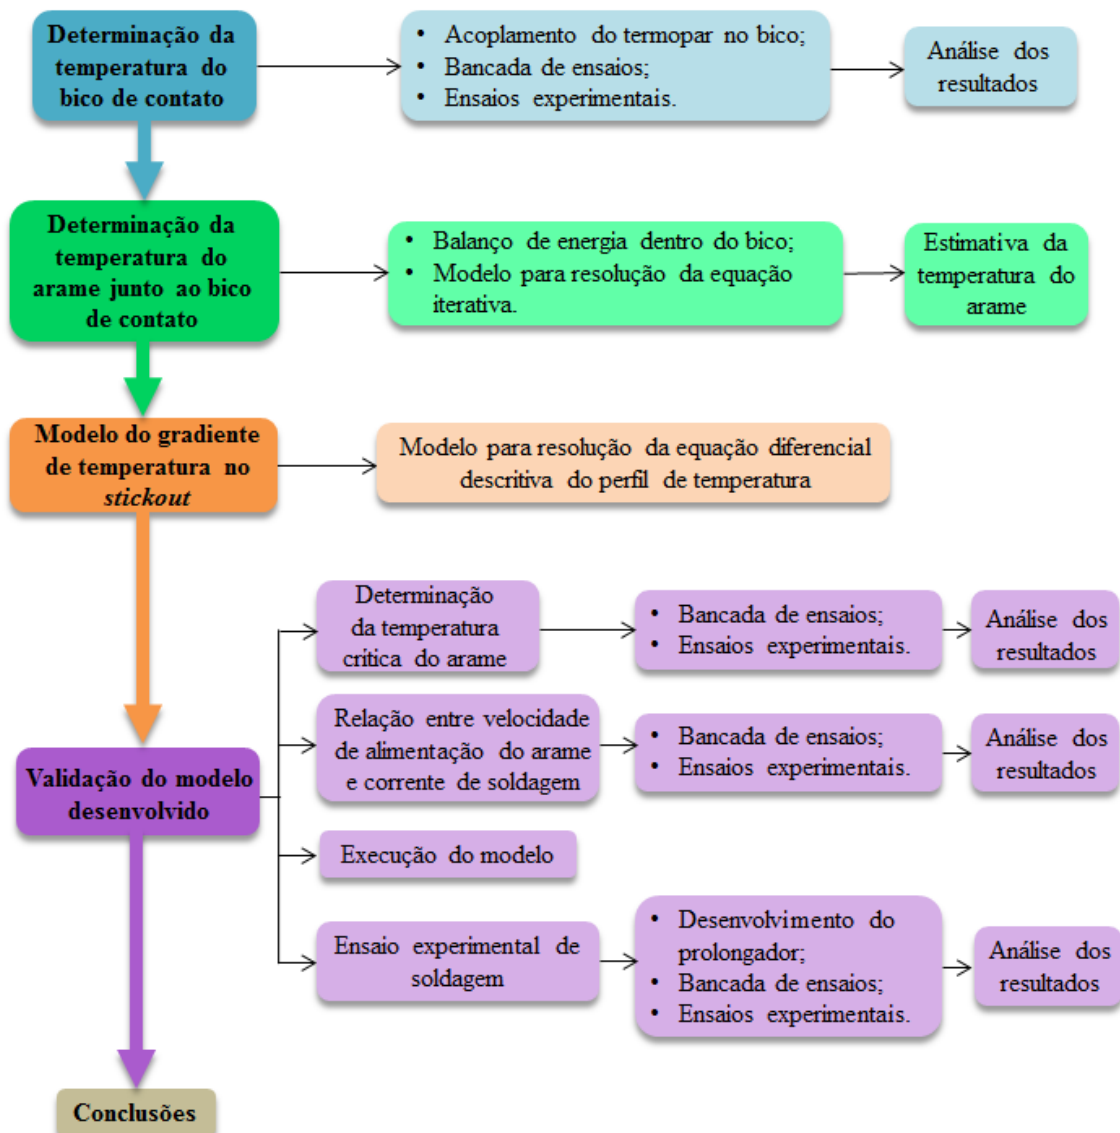 Determinação da
temperatura do
bico de contato
• Acoplamento do termopar no bico;
• Bancada de ensaios;
• Ensaios experimentais.
Análise dos
resultados
Determinação da
temperatura do
arame junto ao bico
de contato
• Balanço de energia dentro do bico;
• Modelo para resolução da equação
iterativa.
Estimativa da
temperatura do
arame
Modelo do gradiente
de temperatura no
stickout
Modelo para resolução da equação diferencial
descritiva do perfil de temperatura
Validação do modelo
desenvolvido
Determinação
da temperatura
crítica do arame
• Bancada de ensaios;
• Ensaios experimentais.
Análise dos
resultados
Relação entre velocidade
de alimentação do arame
e corrente de soldagem
• Bancada de ensaios;
• Ensaios experimentais.
Análise dos
resultados
Execução do modelo
Ensaio experimental de
soldagem
• Desenvolvimento do
prolongador;
• Bancada de ensaios;
• Ensaios experimentais.
Análise dos
resultados
Conclusões